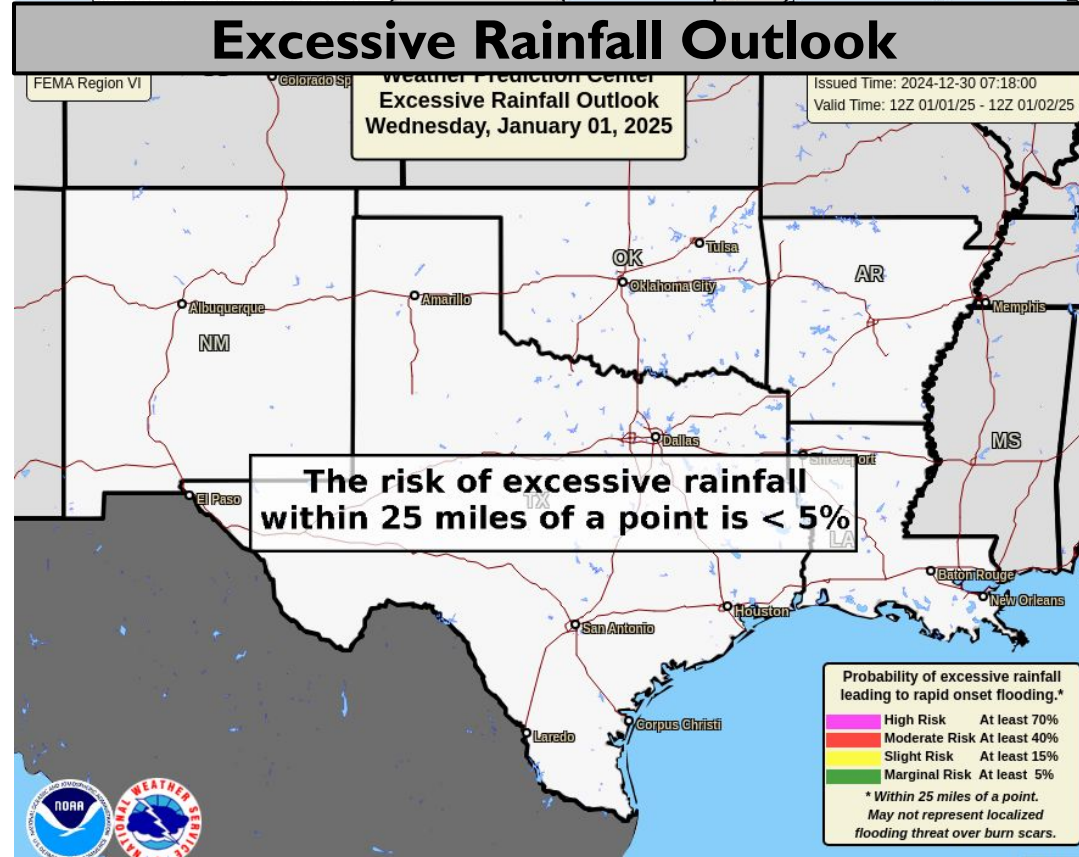 Excessive Rainfall Outlook
FEMA Region VI
Weather Prediction Center
Excessive Rainfall Outlook
Wednesday, January 01, 2025
Issued Time: 2024-12-30 07:18:00
Valid Time: 12Z 01/01/25 - 12Z 01/02/25
Colorado Sp
Tulsa
OK
Oklahoma City
AR
Albuquerque
Amarillo
Memphis
NM
Dallas
MS
Shreveport
El Paso
The risk of excessive rainfall
within 25 miles of a point is < 5%
TX
LA
Baton Rouge
New Orleans
Houston
San Antonio
Corpus Christi
Laredo
Probability of excessive rainfall
leading to rapid onset flooding.*
High Risk At least 70%
Moderate Risk At least 40%
Slight Risk At least 15%
Marginal Risk At least 5%
* Within 25 miles of a point.
May not represent localized
flooding threat over burn scars.
NOAA
NATIONAL WEATHER SERVICE